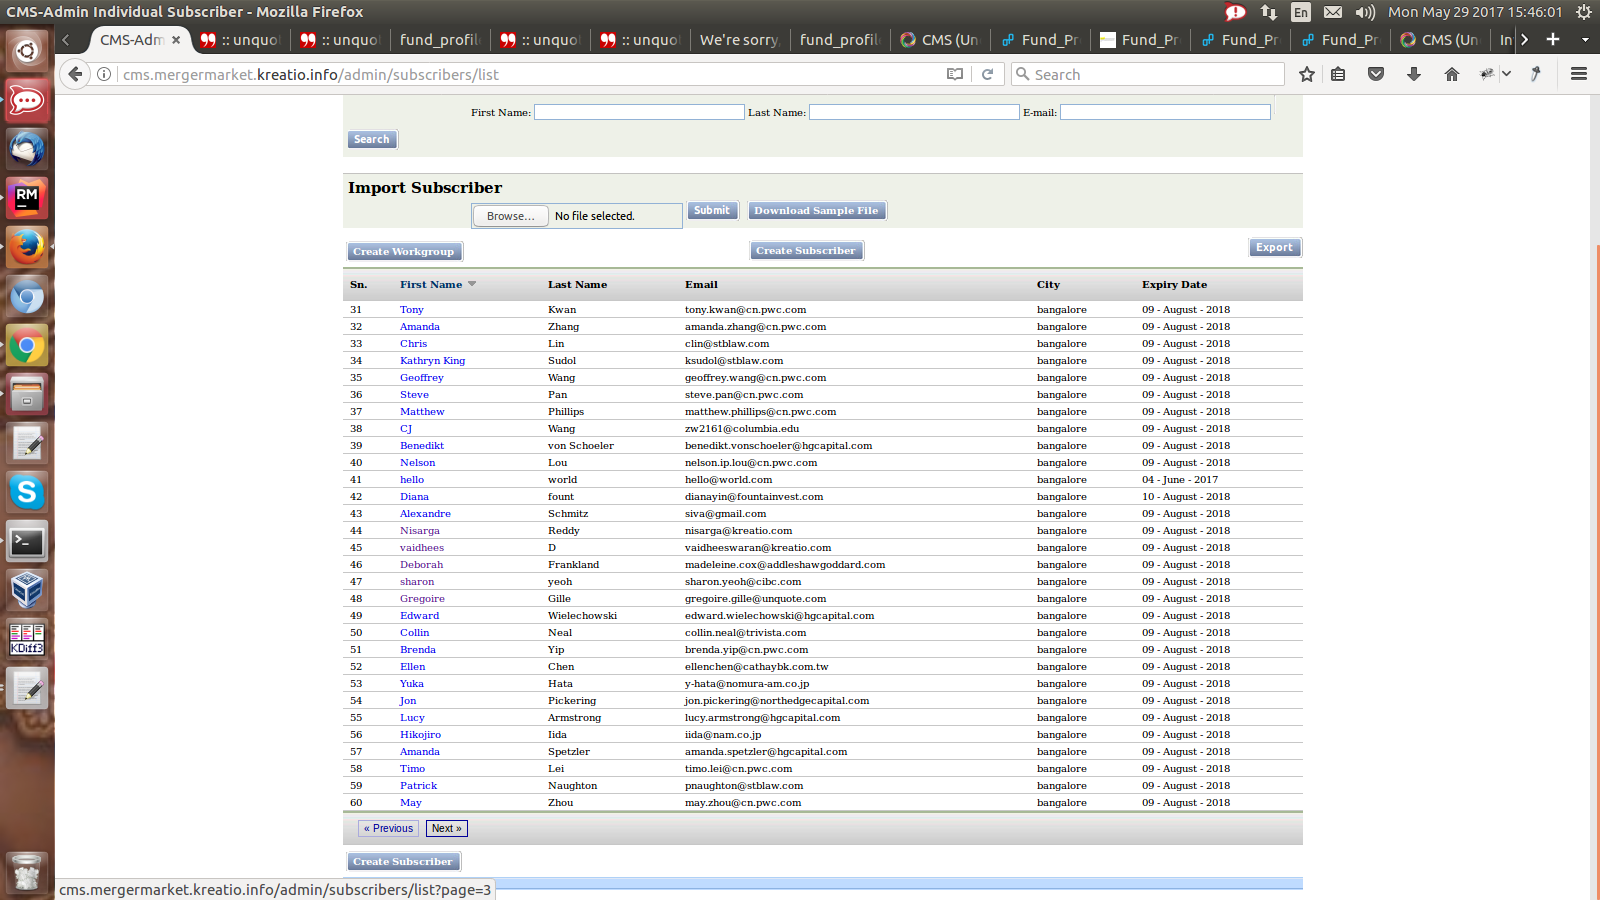 CMS-Admin Individual Subscriber - Mozilla Firefox
En
Mon May 29 2017 15:46:01
CMS-Adm
:: unquo
:: unquo
fund_profile
:: unquo
:: unquo
We're sorry,
fund_profile
CMS (Un
Fund_Pr
Fund_Pr
Fund_Pr
Fund_Pr
CMS (Un
In
cms.mergermarket.kreatio.info/admin/subscribers/list
Search
First Name:
Last Name:
E-mail:
Search
Import Subscriber
Browse... No file selected.
Submit
Download Sample File
Create Workgroup
Create Subscriber
Export
Sn. First Name Last Name Email City Expiry Date
31 Tony Kwan tony.kwan@cn.pwc.com bangalore 09 - August - 2018
32 Amanda Zhang amanda.zhang@cn.pwc.com bangalore 09 - August - 2018
33 Chris Lin clin@stblaw.com bangalore 09 - August - 2018
34 Kathryn King Sudol ksudol@stblaw.com bangalore 09 - August - 2018
35 Geoffrey Wang geoffrey.wang@cn.pwc.com bangalore 09 - August - 2018
36 Steve Pan steve.pan@cn.pwc.com bangalore 09 - August - 2018
37 Matthew Phillips matthew.phillips@cn.pwc.com bangalore 09 - August - 2018
38 CJ Wang zw2161@columbia.edu bangalore 09 - August - 2018
39 Benedikt von Schoeler benedikt.vonschoeler@hgcapital.com bangalore 09 - August - 2018
40 Nelson Lou nelson.ip.lou@cn.pwc.com bangalore 09 - August - 2018
41 hello world hello@world.com bangalore 04 - June - 2017
42 Diana fount dianayin@fountainvest.com bangalore 10 - August - 2018
43 Alexandre Schmitz siva@gmail.com bangalore 09 - August - 2018
44 Nisarga Reddy nisarga@kreatio.com bangalore 09 - August - 2018
45 vaidhees D vaidheeswaran@kreatio.com bangalore 09 - August - 2018
46 Deborah Frankland madeleine.cox@addleshawgoddard.com bangalore 09 - August - 2018
47 sharon yeoh sharon.yeoh@cibc.com bangalore 09 - August - 2018
48 Gregoire Gille gregoire.gille@unquote.com bangalore 09 - August - 2018
49 Edward Wielechowski edward.wielechowski@hgcapital.com bangalore 09 - August - 2018
50 Collin Neal collin.neal@trivista.com bangalore 09 - August - 2018
51 Brenda Yip brenda.yip@cn.pwc.com bangalore 09 - August - 2018
52 Ellen Chen ellenchen@cathaybk.com.tw bangalore 09 - August - 2018
53 Yuka Hata y-hata@nomura-am.co.jp bangalore 09 - August - 2018
54 Jon Pickering jon.pickering@northedgecapital.com bangalore 09 - August - 2018
55 Lucy Armstrong lucy.armstrong@hgcapital.com bangalore 09 - August - 2018
56 Hikojiro Iida iida@nam.co.jp bangalore 09 - August - 2018
57 Amanda Spetzler amanda.spetzler@hgcapital.com bangalore 09 - August - 2018
58 Timo Lei timo.lei@cn.pwc.com bangalore 09 - August - 2018
59 Patrick Naughton pnaughton@stblaw.com bangalore 09 - August - 2018
60 May Zhou may.zhou@cn.pwc.com bangalore 09 - August - 2018
« Previous
Next »
Create Subscriber
cms.mergermarket.kreatio.info/admin/subscribers/list?page=3
RM
KDiff3